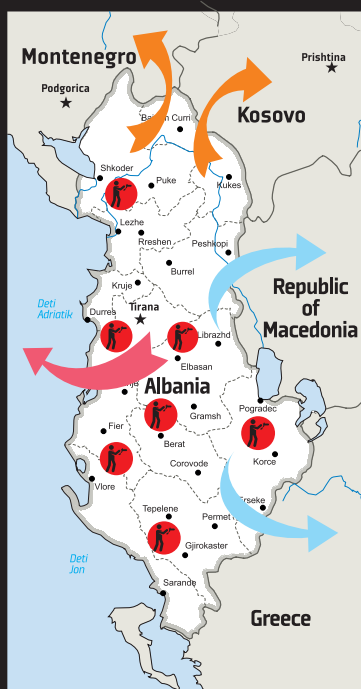 Montenegro
Prishtina
Podgorica
Kosovo
Curri
Shkoder
Puke
Kukes
Lezhe
Rreshen
Peshkopi
Burrel
Kruje
Deti
Adriatik
Durres
Tirana
Republic
of
Macedonia
Librazhd
Elbasan
Albania
Gramsh
Pogradec
Fier
Berat
Korce
Corovode
Vlore
Erseke
Tepelene
Permet
Deti
Jon
Gjirokaster
Sarande
Greece